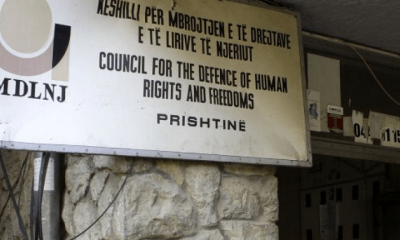 KËSHILLI PËR MBROJTJEN E TË DREJTAVE
E TË LIRIVE TË NJERIUT
COUNCIL FOR THE DEFENCE OF HUMAN
RIGHTS AND FREEDOMS
PRISHTINË
MDLNJ